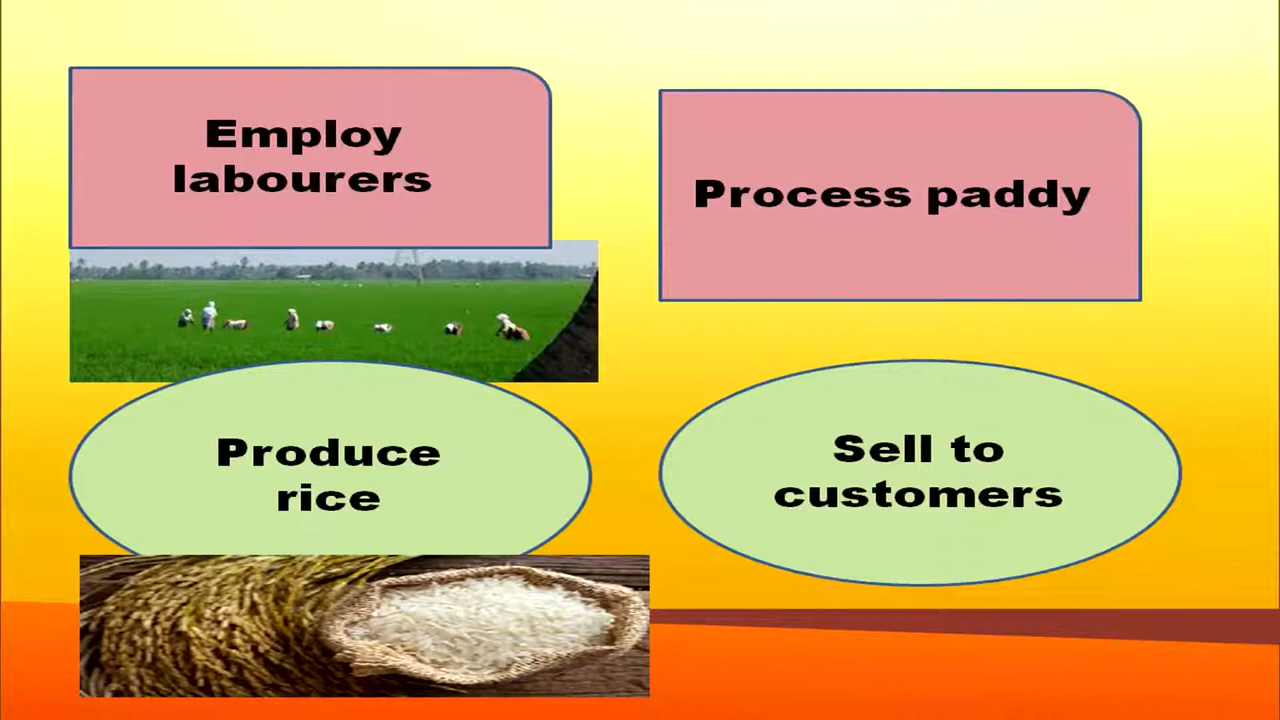 Employ
labourers
Process paddy
Produce
rice
Sell to
customers